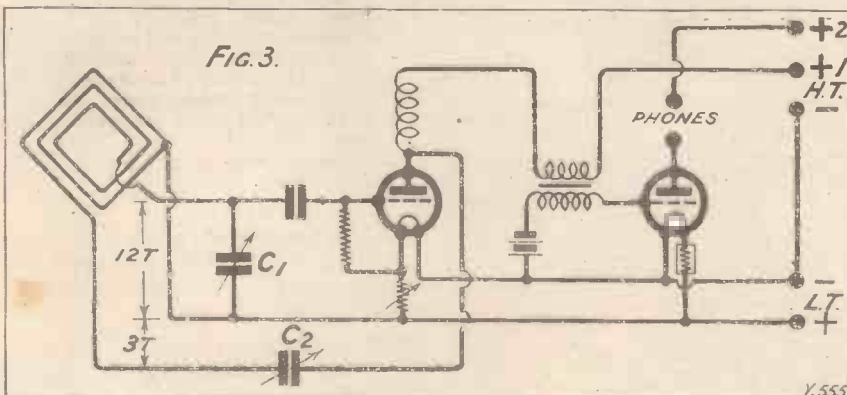 FIG. 3.
+2
+1
H.T.
−
PHONES
12T
C1
−
L.T.
+
3T
C2
Y.555